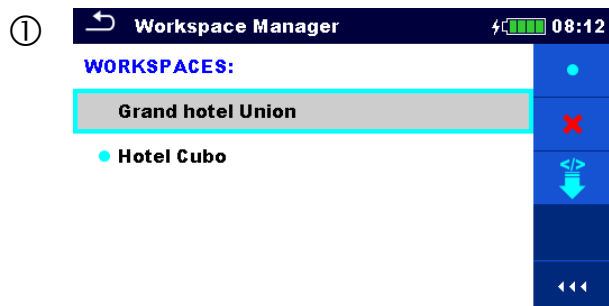 ①
Workspace Manager 08:12
WORKSPACES:
Grand hotel Union
Hotel Cubo
</>